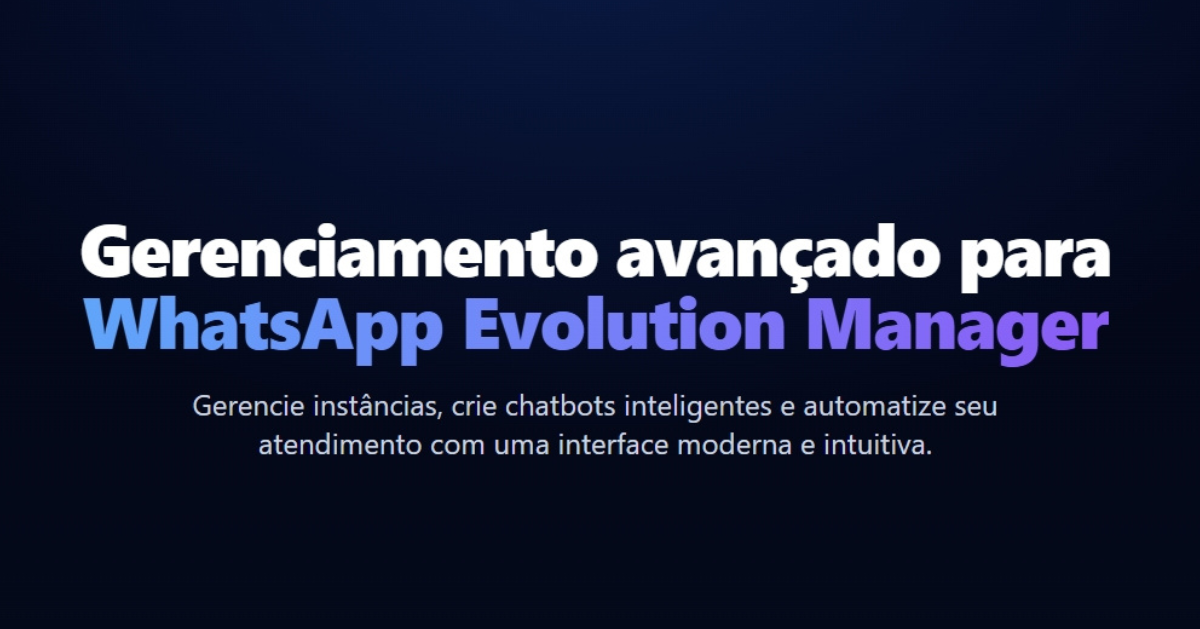 Gerenciamento avançado para
WhatsApp Evolution Manager
Gerencie instâncias, crie chatbots inteligentes e automatize seu
atendimento com uma interface moderna e intuitiva.